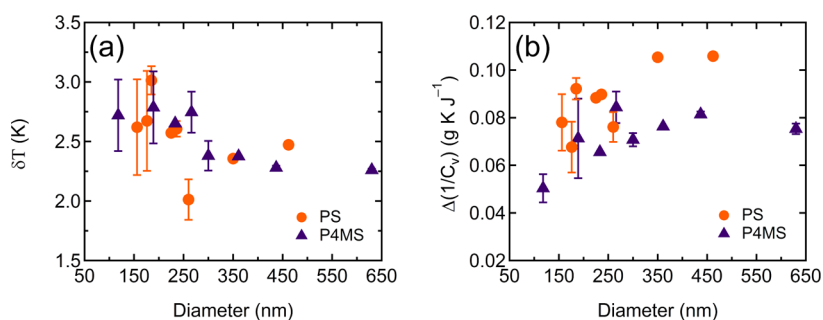 (a)
3.5
3.0
2.5
2.0
1.5
δT (K)
50 150 250 350 450 550 650
Diameter (nm)
PS
P4MS
(b)
0.12
0.10
0.08
0.06
0.04
0.02
Δ(1/Cᵥ) (g K J⁻¹)
50 150 250 350 450 550 650
Diameter (nm)
PS
P4MS